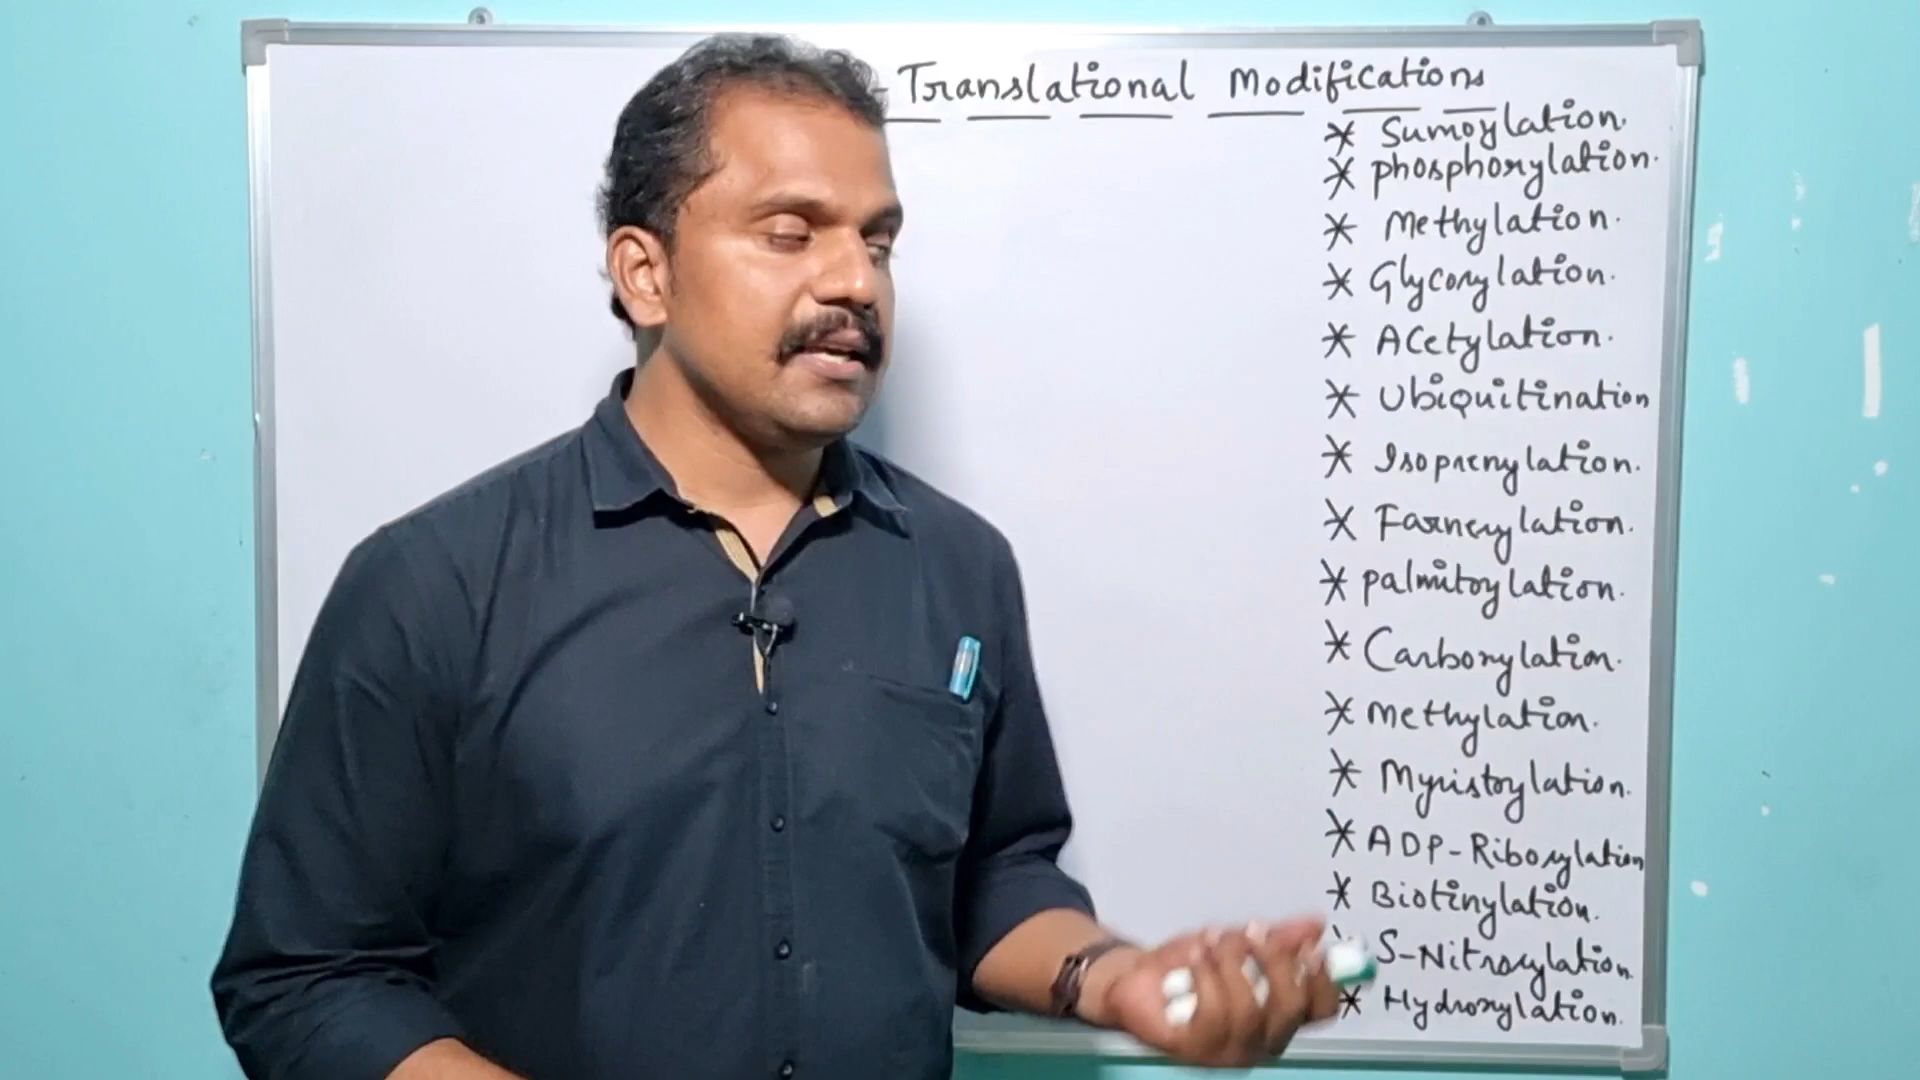 - Translational Modifications
* Sumoylation.
* phosphorylation.
* Methylation.
* Glycosylation.
* Acetylation.
* Ubiquitination
* Isoprenylation.
* Farnesylation.
* palmitoylation.
* Carboxylation.
* Methylation.
* Myristoylation.
* ADP-Ribosylation
* Biotinylation.
* S-Nitrosylation.
* Hydroxylation.